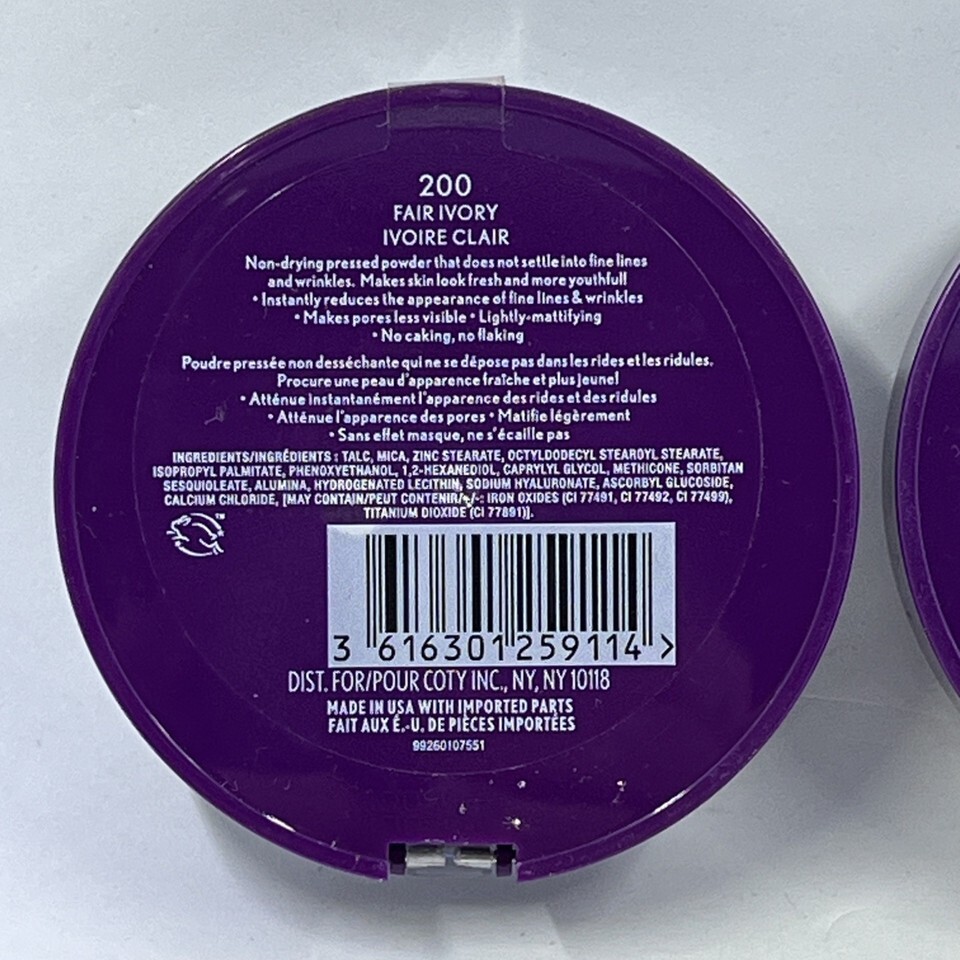 200
FAIR IVORY
IVOIRE CLAIR
Non-drying pressed powder that does not settle into fine lines
and wrinkles. Makes skin look fresh and more youthfull
• Instantly reduces the appearance of fine lines & wrinkles
• Makes pores less visible • Lightly-mattifying
• No caking, no flaking
Poudre pressée non desséchante qui ne se dépose pas dans les rides et les ridules.
Procure une peau d'apparence fraîche et plus jeune!
• Atténue instantanément l'apparence des rides et des ridules
• Atténue l'apparence des pores • Matifie légèrement
• Sans effet masque, ne s'écaille pas
INGREDIENTS/INGRÉDIENTS : TALC, MICA, ZINC STEARATE, OCTYLDODECYL STEAROYL STEARATE,
ISOPROPYL PALMITATE, PHENOXYETHANOL, 1,2-HEXANEDIOL, CAPRYLYL GLYCOL, METHICONE, SORBITAN
SESQUIOLEATE, ALUMINA, HYDROGENATED LECITHIN, SODIUM HYALURONATE, ASCORBYL GLUCOSIDE,
CALCIUM CHLORIDE, [MAY CONTAIN/PEUT CONTENIR/+/-: IRON OXIDES (CI 77491, CI 77492, CI 77499),
TITANIUM DIOXIDE (CI 77891)].
TM
3 616301 259114 >
DIST. FOR/POUR COTY INC., NY, NY 10118
MADE IN USA WITH IMPORTED PARTS
FAIT AUX É.-U. DE PIÈCES IMPORTÉES
99260107551